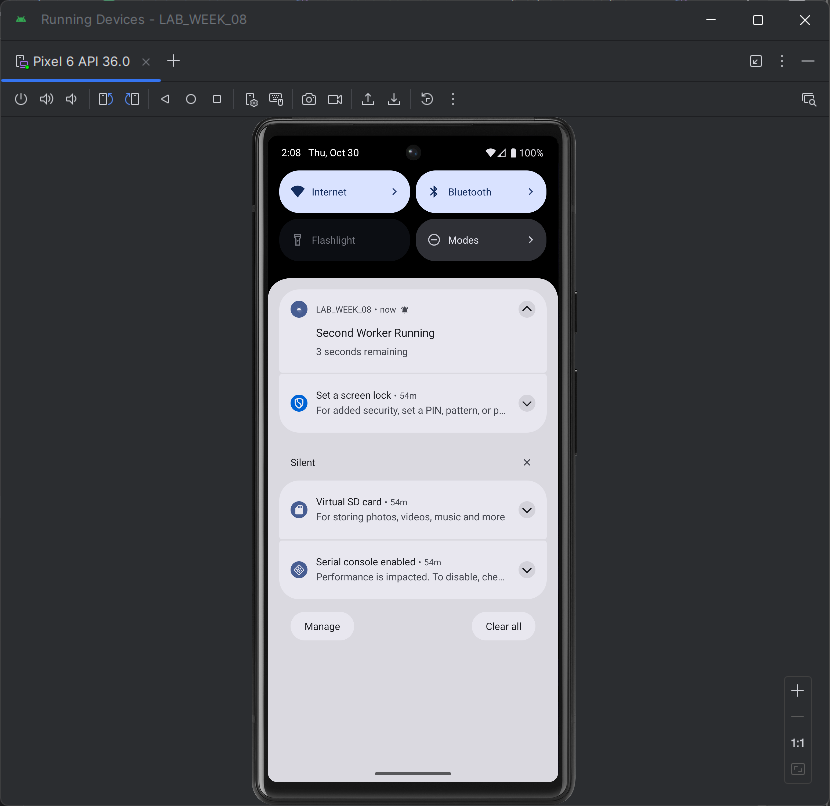 Running Devices - LAB_WEEK_08
Pixel 6 API 36.0
2:08 Thu, Oct 30 100%
Internet Bluetooth
Flashlight Modes
LAB_WEEK_08 • now
Second Worker Running
3 seconds remaining
Set a screen lock • 54m
For added security, set a PIN, pattern, or p...
Silent
Virtual SD card • 54m
For storing photos, videos, music and more
Serial console enabled • 54m
Performance is impacted. To disable, che...
Manage Clear all
1:1